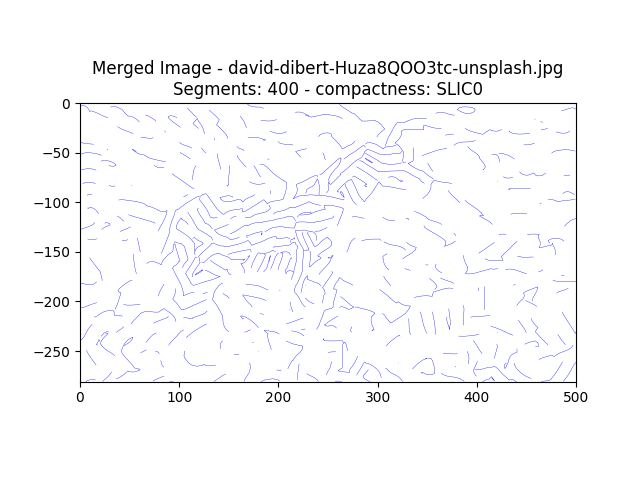 Merged Image - david-dibert-Huza8QOO3tc-unsplash.jpg
Segments: 400 - compactness: SLIC0
0
−50
−100
−150
−200
−250
0 100 200 300 400 500